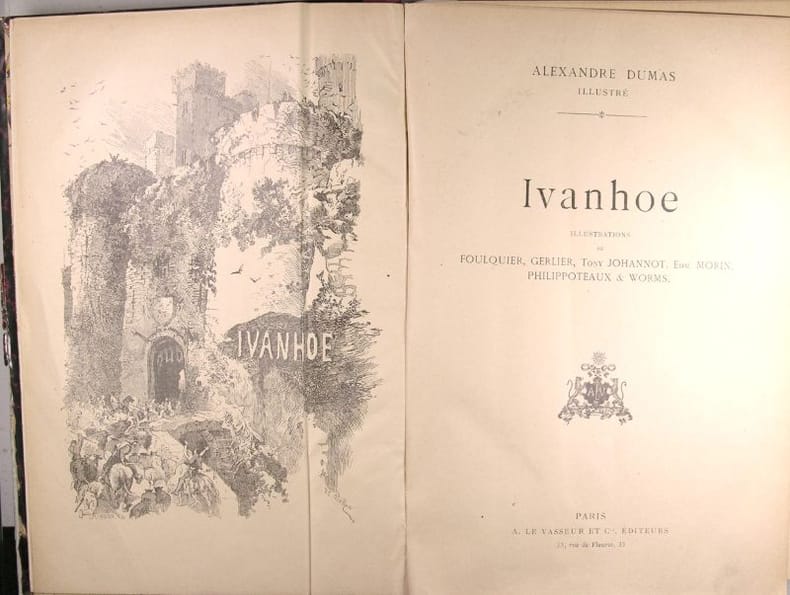 IVANHOE
ALEXANDRE DUMAS
ILLUSTRÉ
Ivanhoe
ILLUSTRATIONS
DE
FOULQUIER, GERLIER, TONY JOHANNOT, EDM. MORIN,
PHILIPPOTEAUX & WORMS.
PARIS
A. LE VASSEUR ET Cie, ÉDITEURS
33, rue de Fleurus, 33